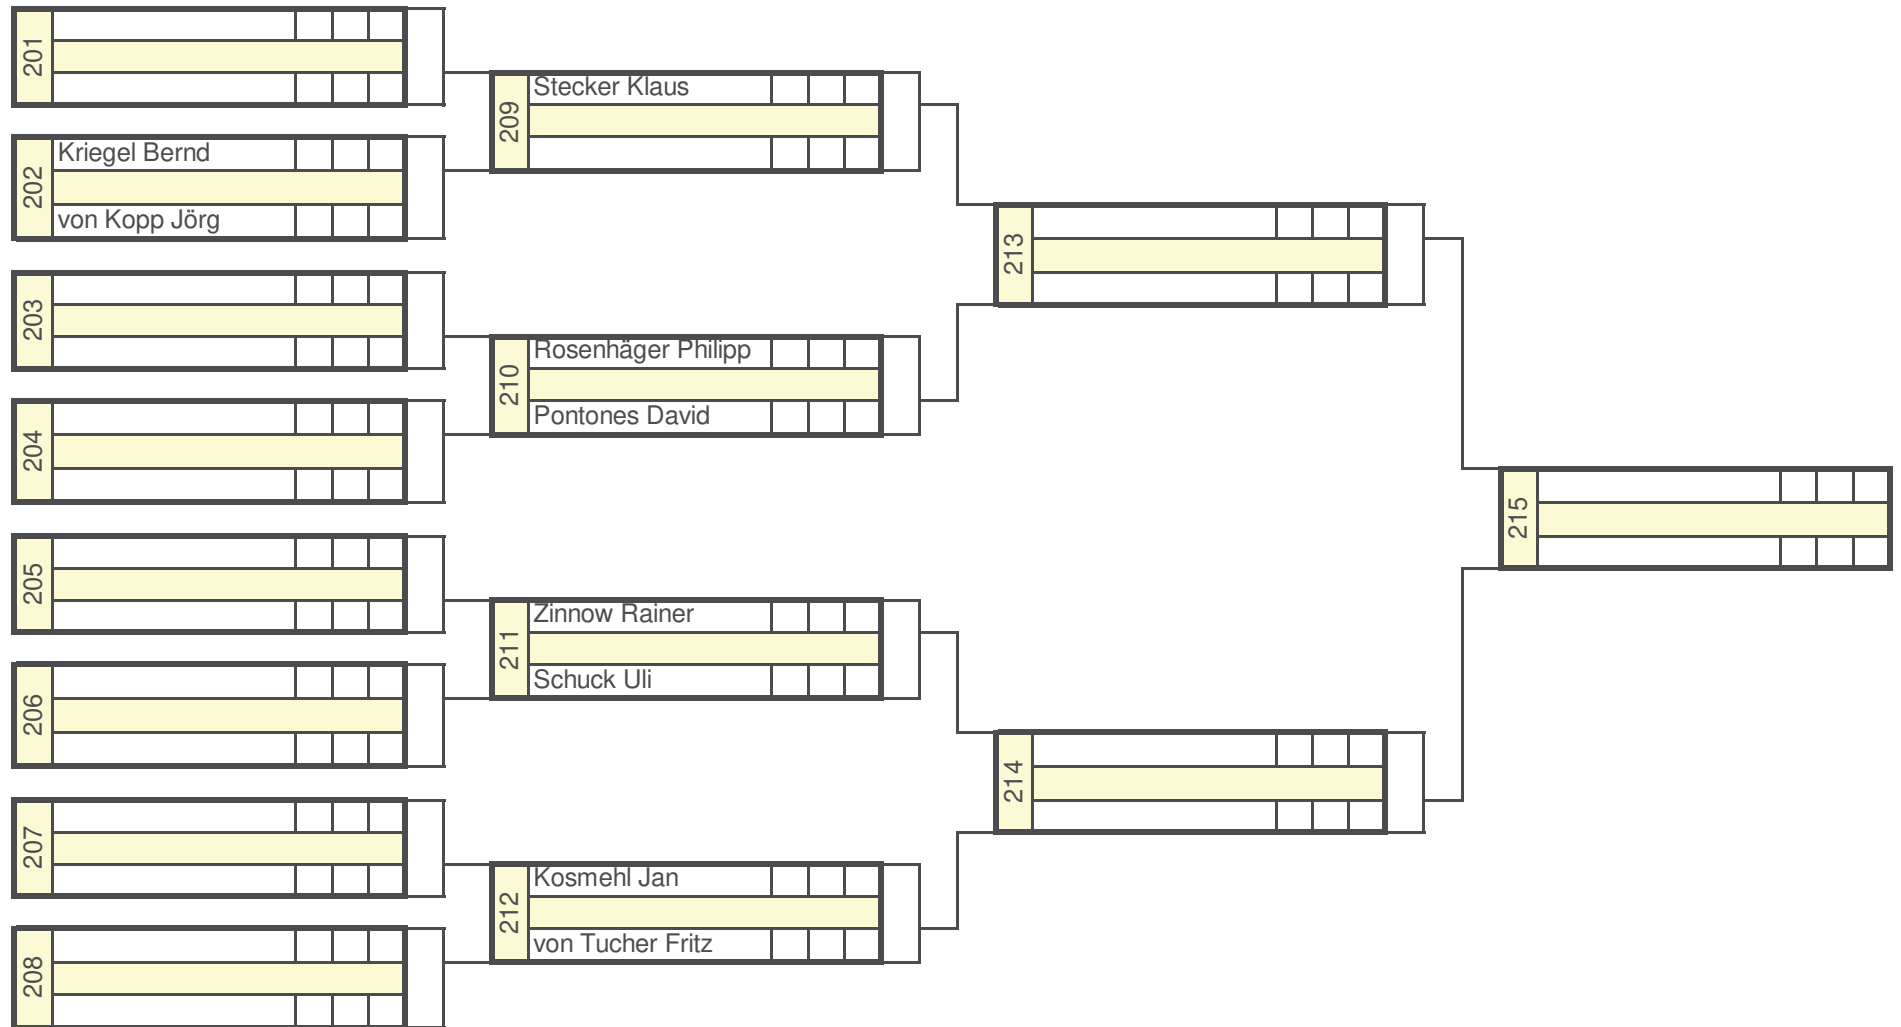 201
202
Kriegel Bernd
von Kopp Jörg
203
204
205
206
207
208
209
Stecker Klaus
210
Rosenhäger Philipp
Pontones David
211
Zinnow Rainer
Schuck Uli
212
Kosmehl Jan
von Tucher Fritz
213
214
215